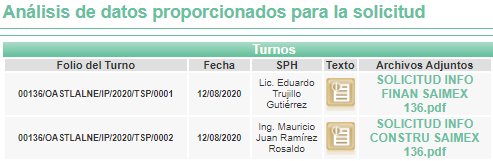 Análisis de datos proporcionados para la solicitud
Turnos
Folio del Turno Fecha SPH Texto Archivos Adjuntos
00136/OASTLALNE/IP/2020/TSP/0001 12/08/2020 Lic. Eduardo Trujillo Gutiérrez SOLICITUD INFO FINAN SAIMEX 136.pdf
00136/OASTLALNE/IP/2020/TSP/0002 12/08/2020 Ing. Mauricio Juan Ramírez Rosaldo SOLICITUD INFO CONSTRU SAIMEX 136.pdf